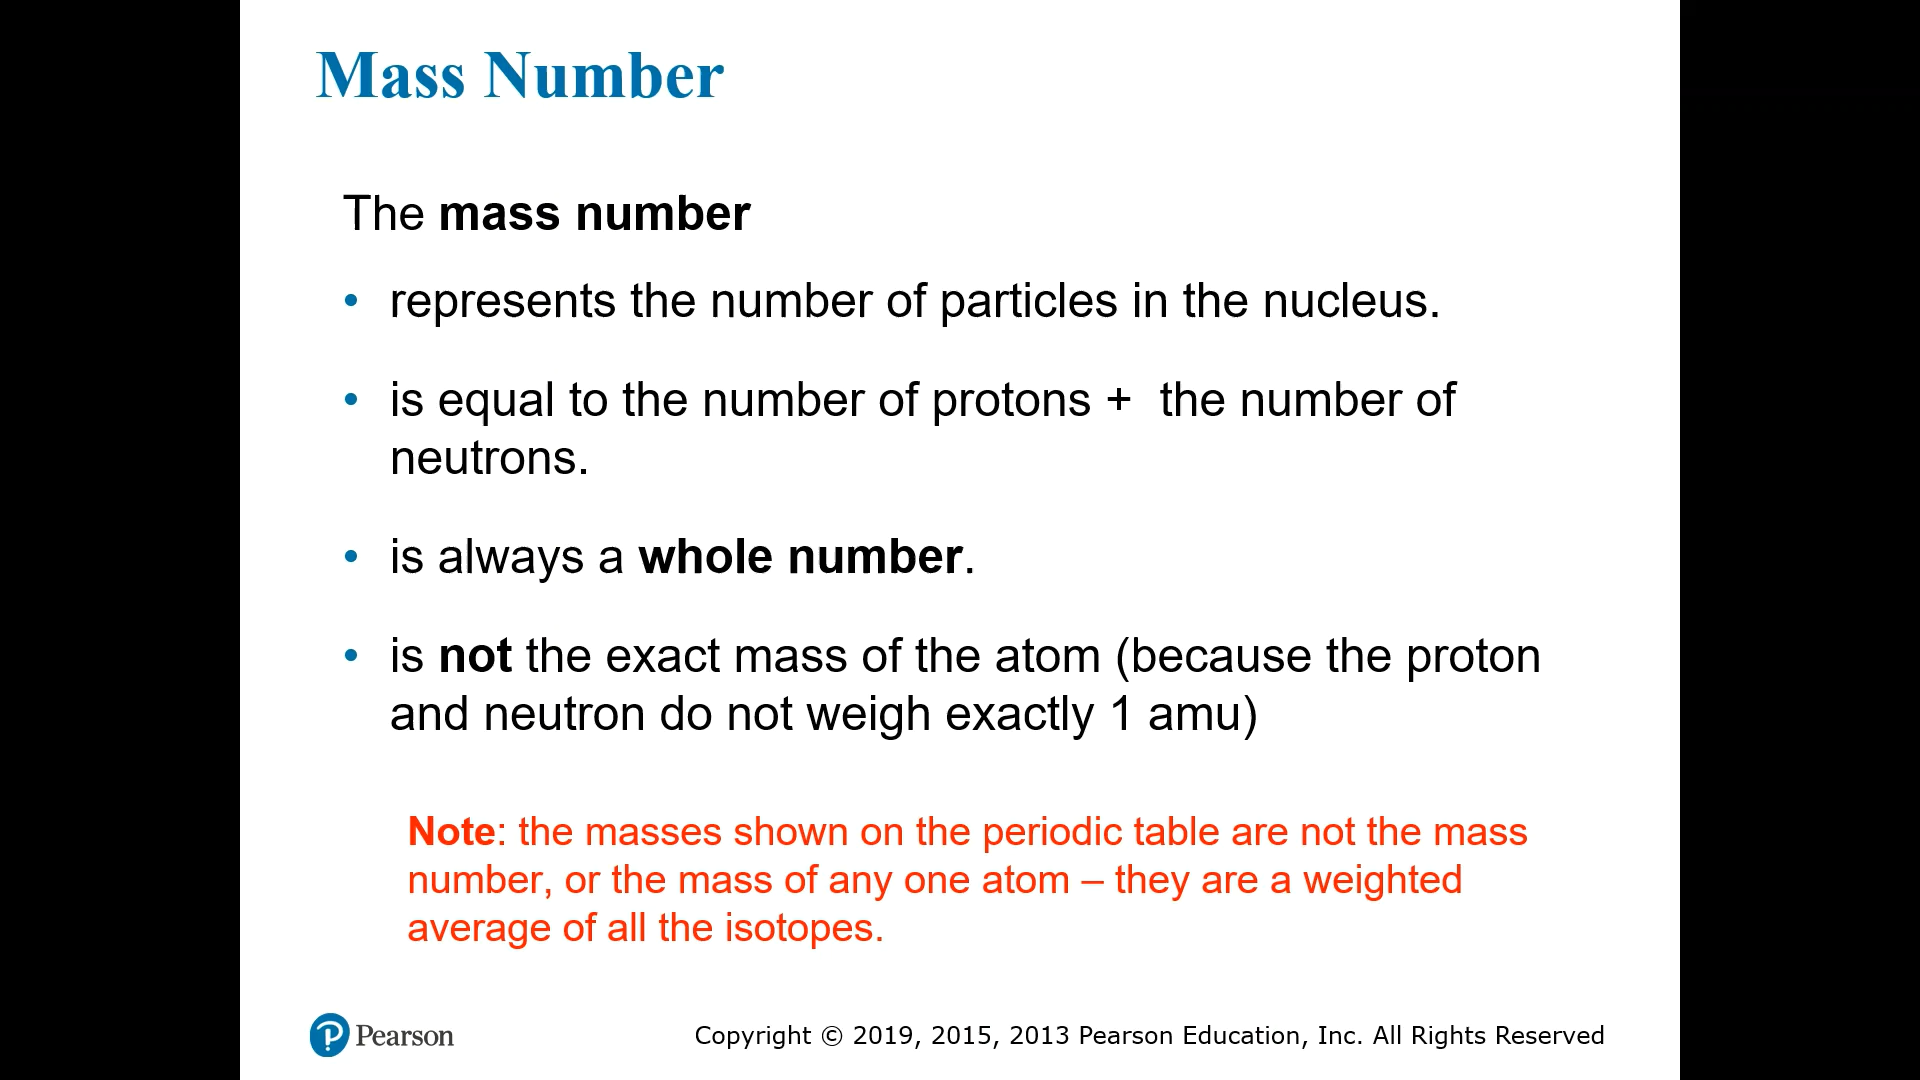 Mass Number
The mass number
• represents the number of particles in the nucleus.
• is equal to the number of protons +  the number of
neutrons.
• is always a whole number.
• is not the exact mass of the atom (because the proton
and neutron do not weigh exactly 1 amu)
Note: the masses shown on the periodic table are not the mass
number, or the mass of any one atom – they are a weighted
average of all the isotopes.
Pearson
Copyright © 2019, 2015, 2013 Pearson Education, Inc. All Rights Reserved